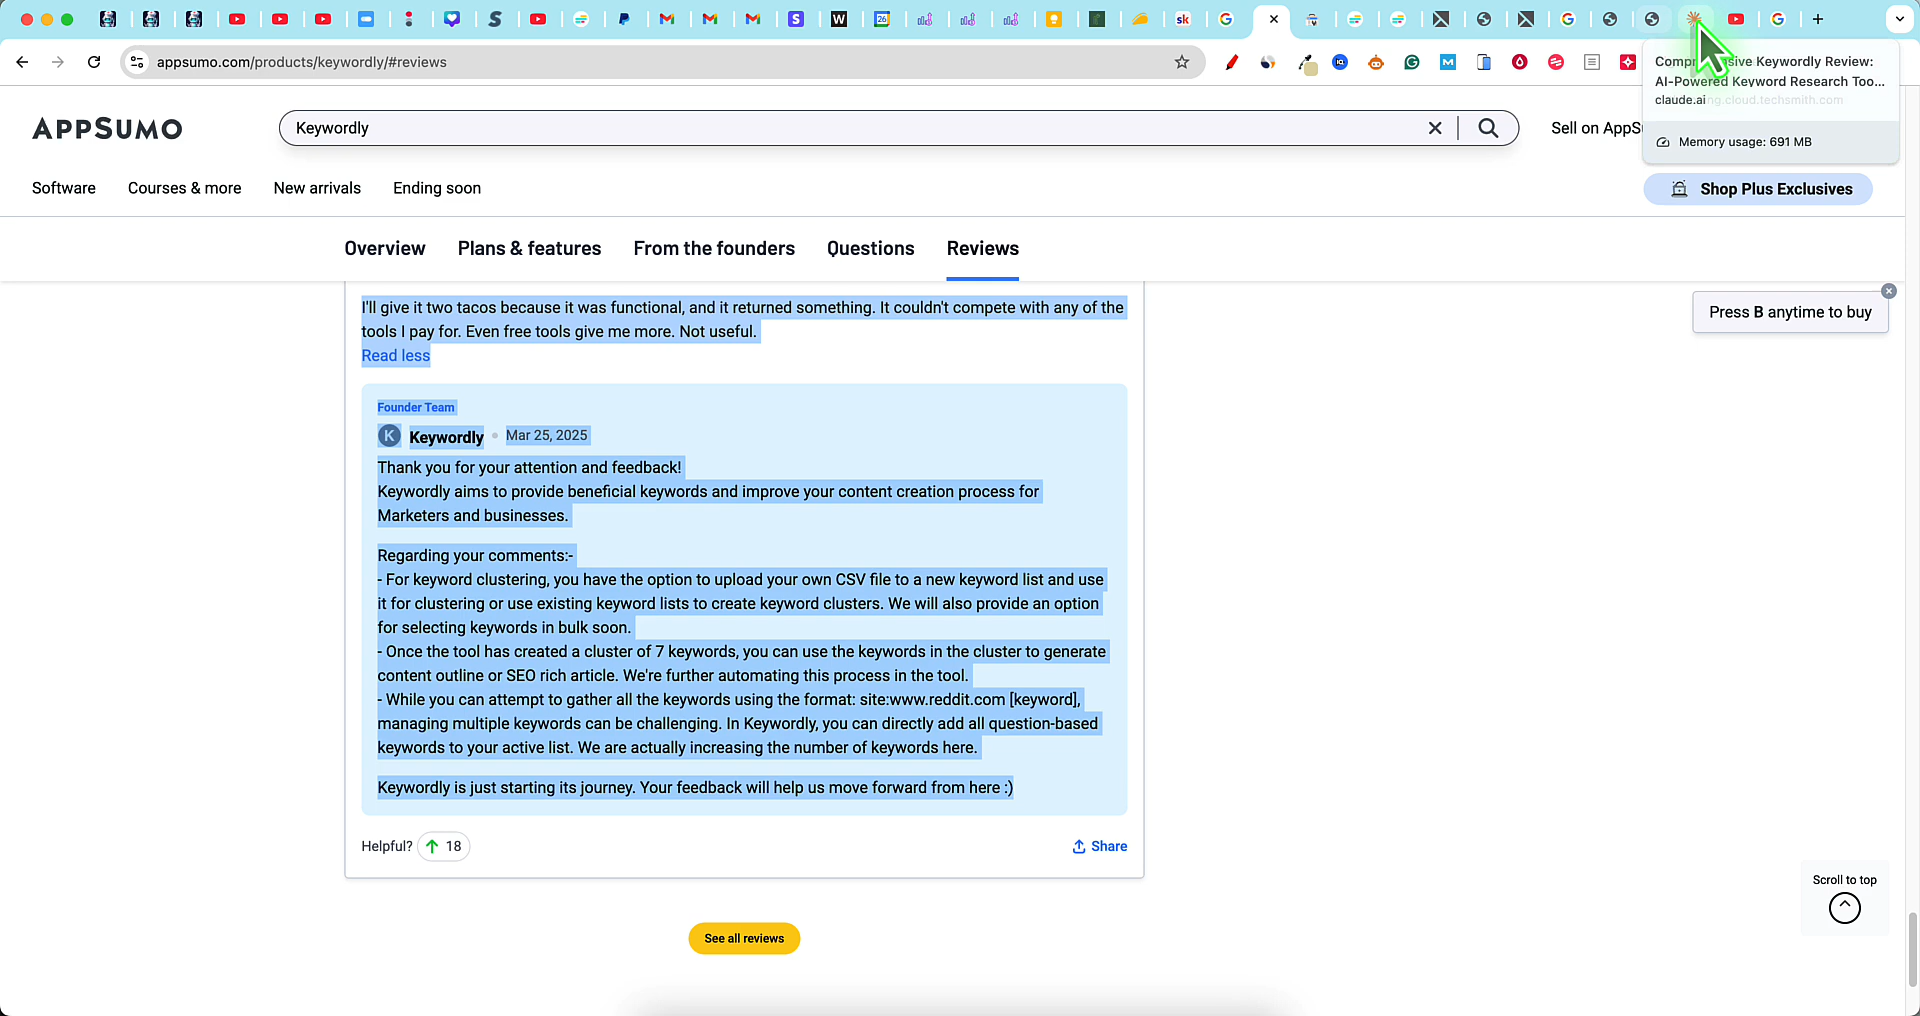 appsumo.com/products/keywordly/#reviews
Keywordly Review:
AI-Powered Keyword Research Too...
claude.ai
Memory usage: 691 MB
APPSUMO
Keywordly
Sell on AppS
Software
Courses & more
New arrivals
Ending soon
Shop Plus Exclusives
Overview
Plans & features
From the founders
Questions
Reviews
Press B anytime to buy
I'll give it two tacos because it was functional, and it returned something. It couldn't compete with any of the
tools I pay for. Even free tools give me more. Not useful.
Read less
Founder Team
K
Keywordly
Mar 25, 2025
Thank you for your attention and feedback!
Keywordly aims to provide beneficial keywords and improve your content creation process for
Marketers and businesses.
Regarding your comments:-
- For keyword clustering, you have the option to upload your own CSV file to a new keyword list and use
it for clustering or use existing keyword lists to create keyword clusters. We will also provide an option
for selecting keywords in bulk soon.
- Once the tool has created a cluster of 7 keywords, you can use the keywords in the cluster to generate
content outline or SEO rich article. We're further automating this process in the tool.
- While you can attempt to gather all the keywords using the format: site:www.reddit.com [keyword],
managing multiple keywords can be challenging. In Keywordly, you can directly add all question-based
keywords to your active list. We are actually increasing the number of keywords here.
Keywordly is just starting its journey. Your feedback will help us move forward from here :)
Helpful? 18
Share
See all reviews
Scroll to top